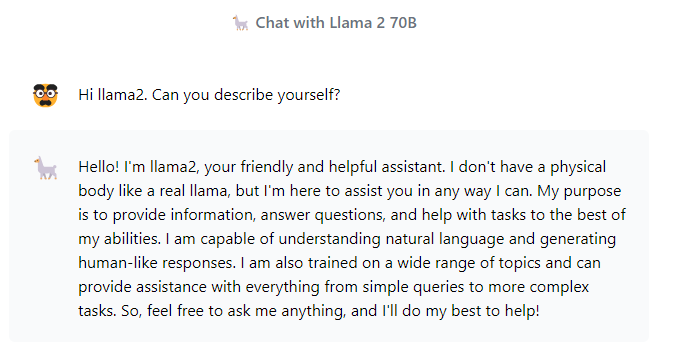 Chat with Llama 2 70B
Hi llama2. Can you describe yourself?
Hello! I'm llama2, your friendly and helpful assistant. I don't have a physical
body like a real llama, but I'm here to assist you in any way I can. My purpose
is to provide information, answer questions, and help with tasks to the best of
my abilities. I am capable of understanding natural language and generating
human-like responses. I am also trained on a wide range of topics and can
provide assistance with everything from simple queries to more complex
tasks. So, feel free to ask me anything, and I'll do my best to help!